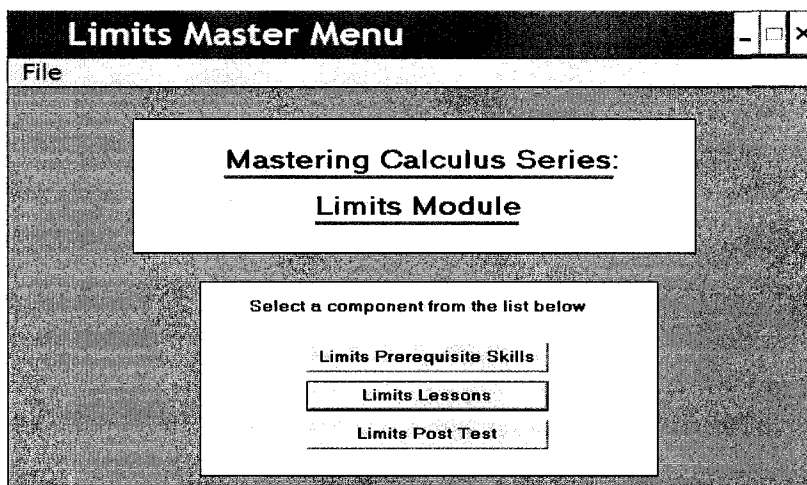 Limits Master Menu
File
Mastering Calculus Series:
Limits Module
Select a component from the list below
Limits Prerequisite Skills
Limits Lessons
Limits Post Test